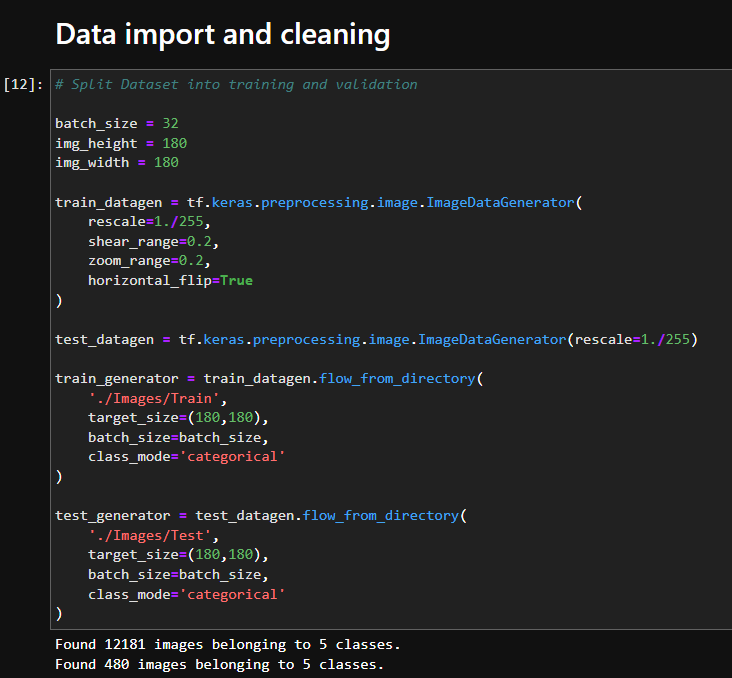 Data import and cleaning
[12]: # Split Dataset into training and validation
batch_size = 32
img_height = 180
img_width = 180
train_datagen = tf.keras.preprocessing.image.ImageDataGenerator(
    rescale=1./255,
    shear_range=0.2,
    zoom_range=0.2,
    horizontal_flip=True
)
test_datagen = tf.keras.preprocessing.image.ImageDataGenerator(rescale=1./255)
train_generator = train_datagen.flow_from_directory(
    './Images/Train',
    target_size=(180,180),
    batch_size=batch_size,
    class_mode='categorical'
)
test_generator = test_datagen.flow_from_directory(
    './Images/Test',
    target_size=(180,180),
    batch_size=batch_size,
    class_mode='categorical'
)
Found 12181 images belonging to 5 classes.
Found 480 images belonging to 5 classes.